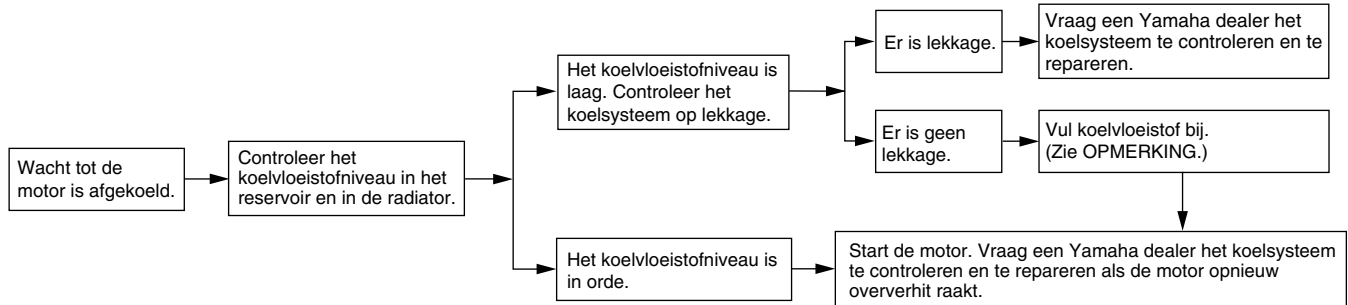 Wacht tot de
motor is afgekoeld.
Controleer het
koelvloeistofniveau in het
reservoir en in de radiator.
Het koelvloeistofniveau is
laag. Controleer het
koelsysteem op lekkage.
Er is lekkage.
Vraag een Yamaha dealer het
koelsysteem te controleren en te
repareren.
Er is geen
lekkage.
Vul koelvloeistof bij.
(Zie OPMERKING.)
Het koelvloeistofniveau is
in orde.
Start de motor. Vraag een Yamaha dealer het koelsysteem
te controleren en te repareren als de motor opnieuw
oververhit raakt.